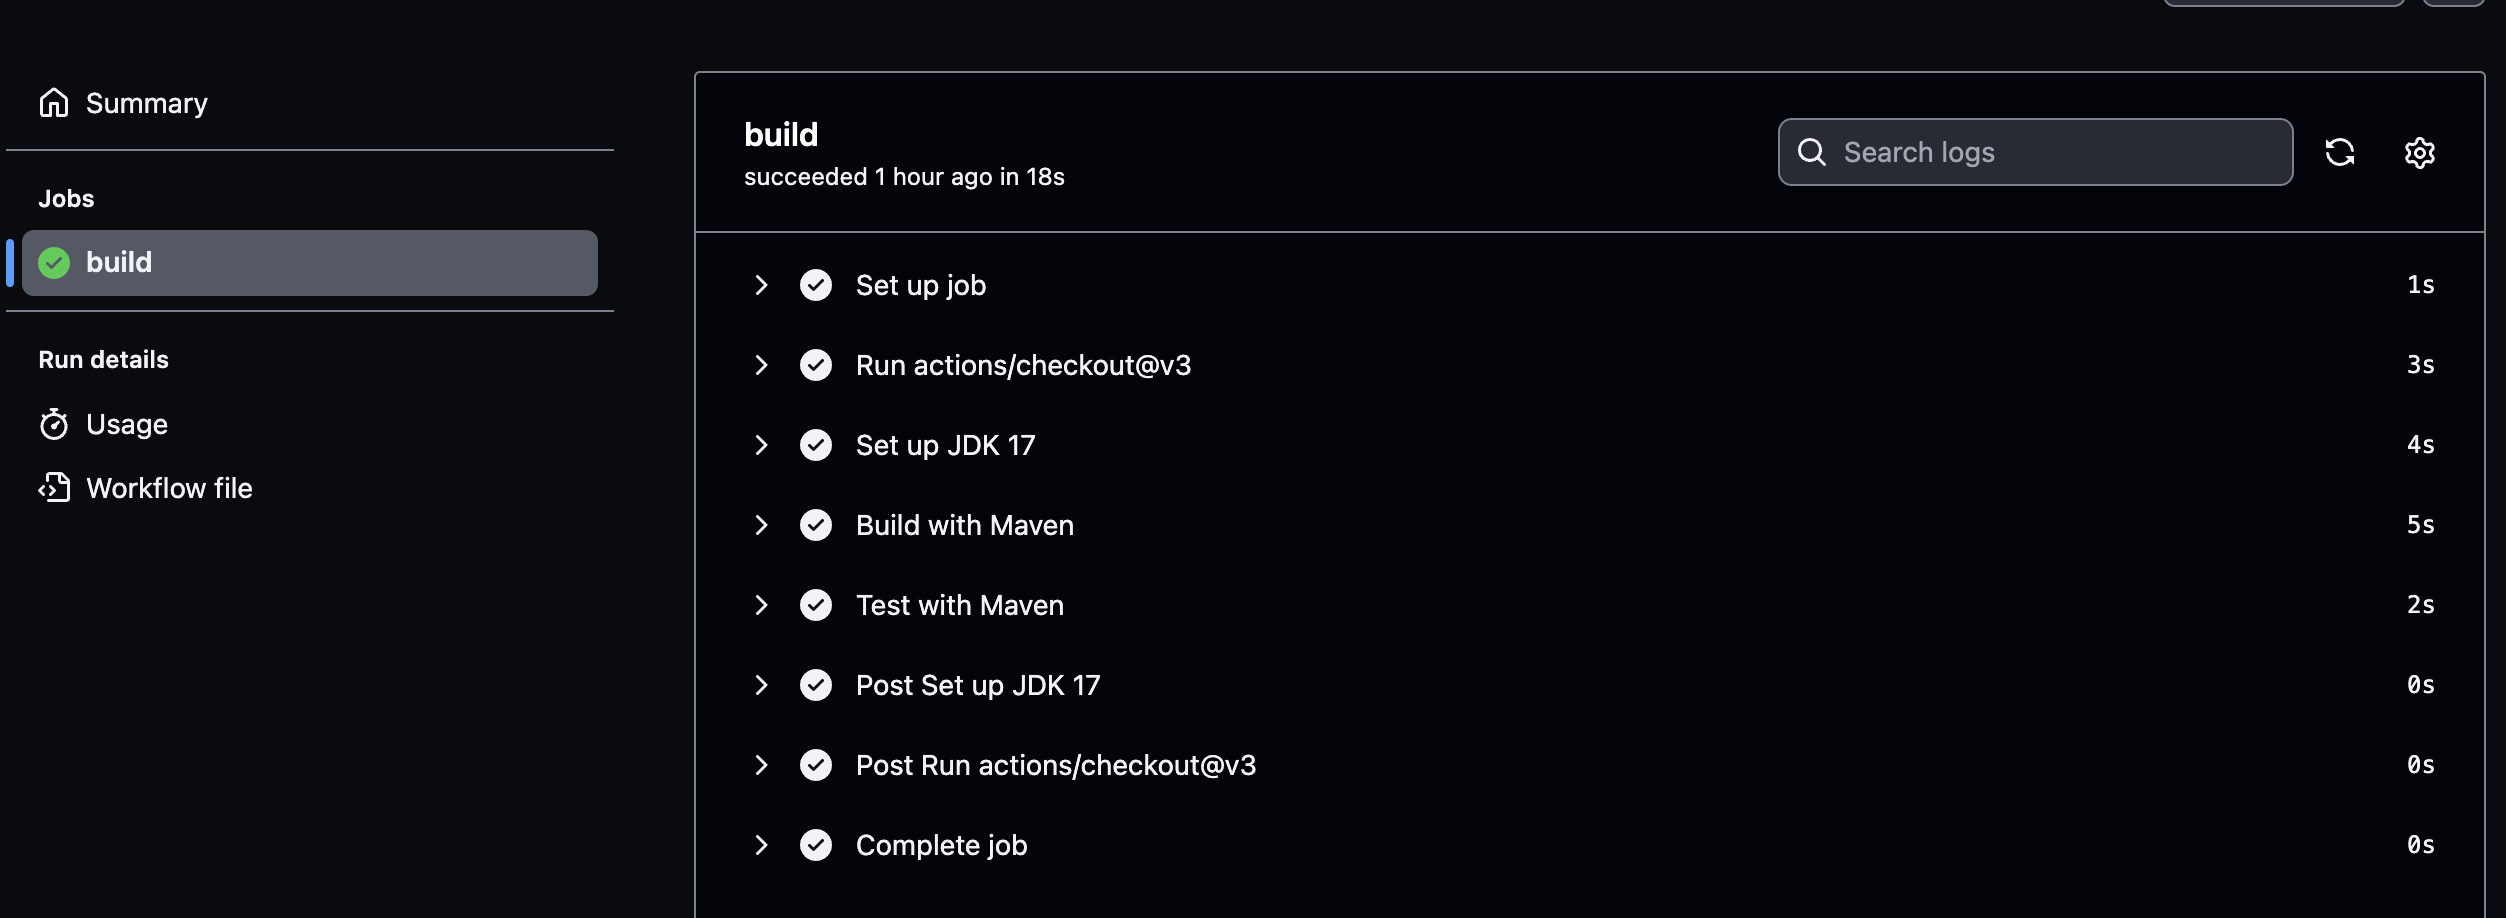 Summary
Jobs
build
Run details
Usage
Workflow file
build
succeeded 1 hour ago in 18s
Search logs
Set up job 1s
Run actions/checkout@v3 3s
Set up JDK 17 4s
Build with Maven 5s
Test with Maven 2s
Post Set up JDK 17 0s
Post Run actions/checkout@v3 0s
Complete job 0s